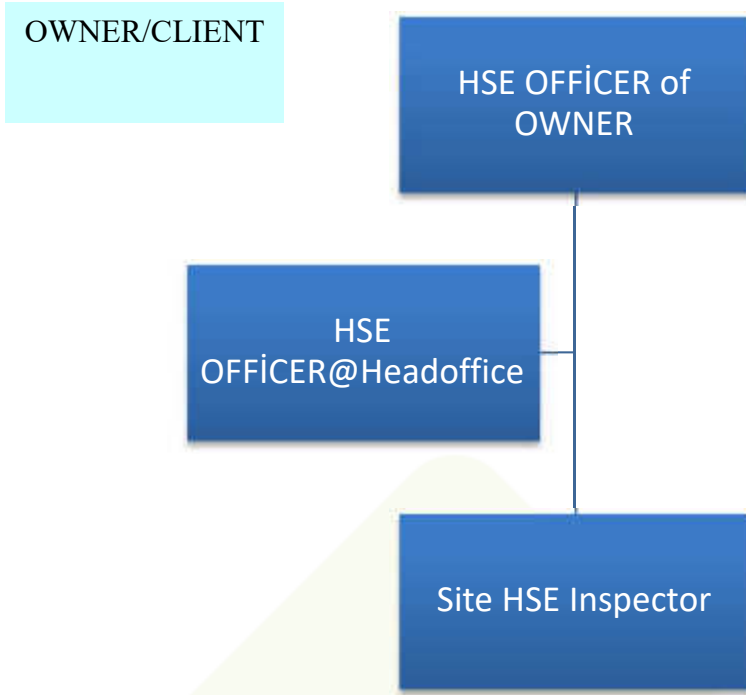 OWNER/CLIENT
HSE OFFİCER of
OWNER
HSE
OFFİCER@Headoffice
Site HSE Inspector